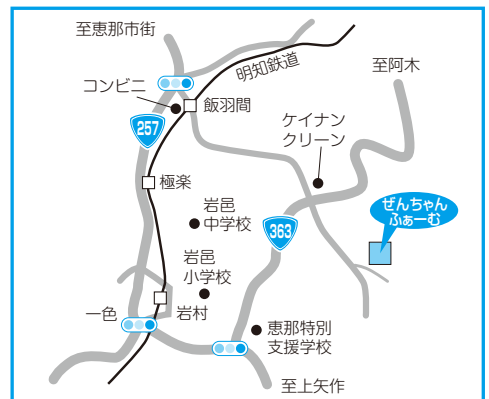 至恵那市街
明知鉄道
至阿木
コンビニ
飯羽間
ケイナン
クリーン
257
極楽
ぜんちゃん
ふぁーむ
岩邑
中学校
363
岩邑
小学校
一色
岩村
恵那特別
支援学校
至上矢作